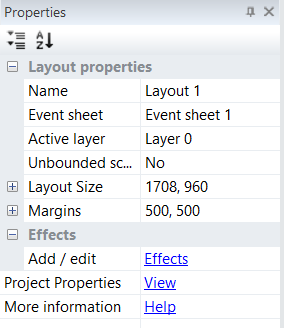 Properties
A
Z
Layout properties
Name Layout 1
Event sheet Event sheet 1
Active layer Layer 0
Unbounded sc... No
Layout Size 1708, 960
Margins 500, 500
Effects
Add / edit Effects
Project Properties View
More information Help